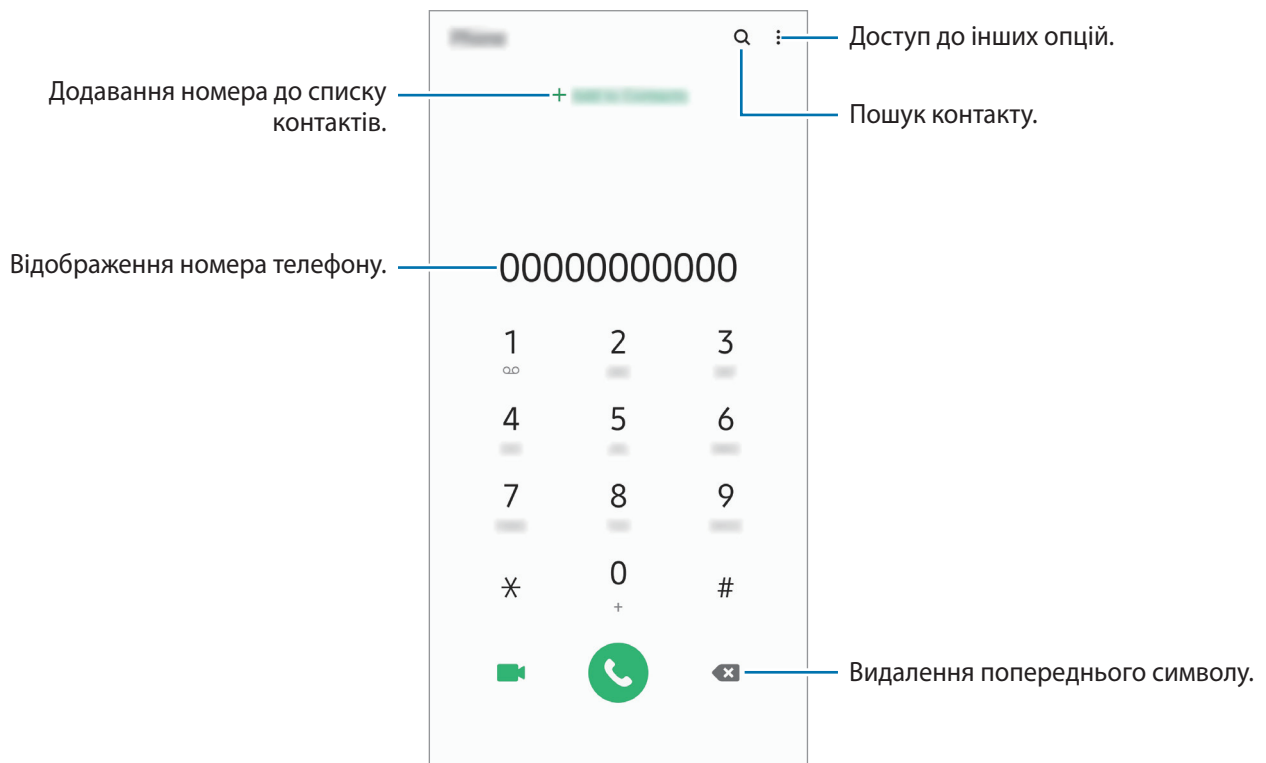 Доступ до інших опцій.
Додавання номера до списку
контактів.
Пошук контакту.
Відображення номера телефону.
00000000000
1 2 3
4 5 6
7 8 9
* 0 #
+
Видалення попереднього символу.